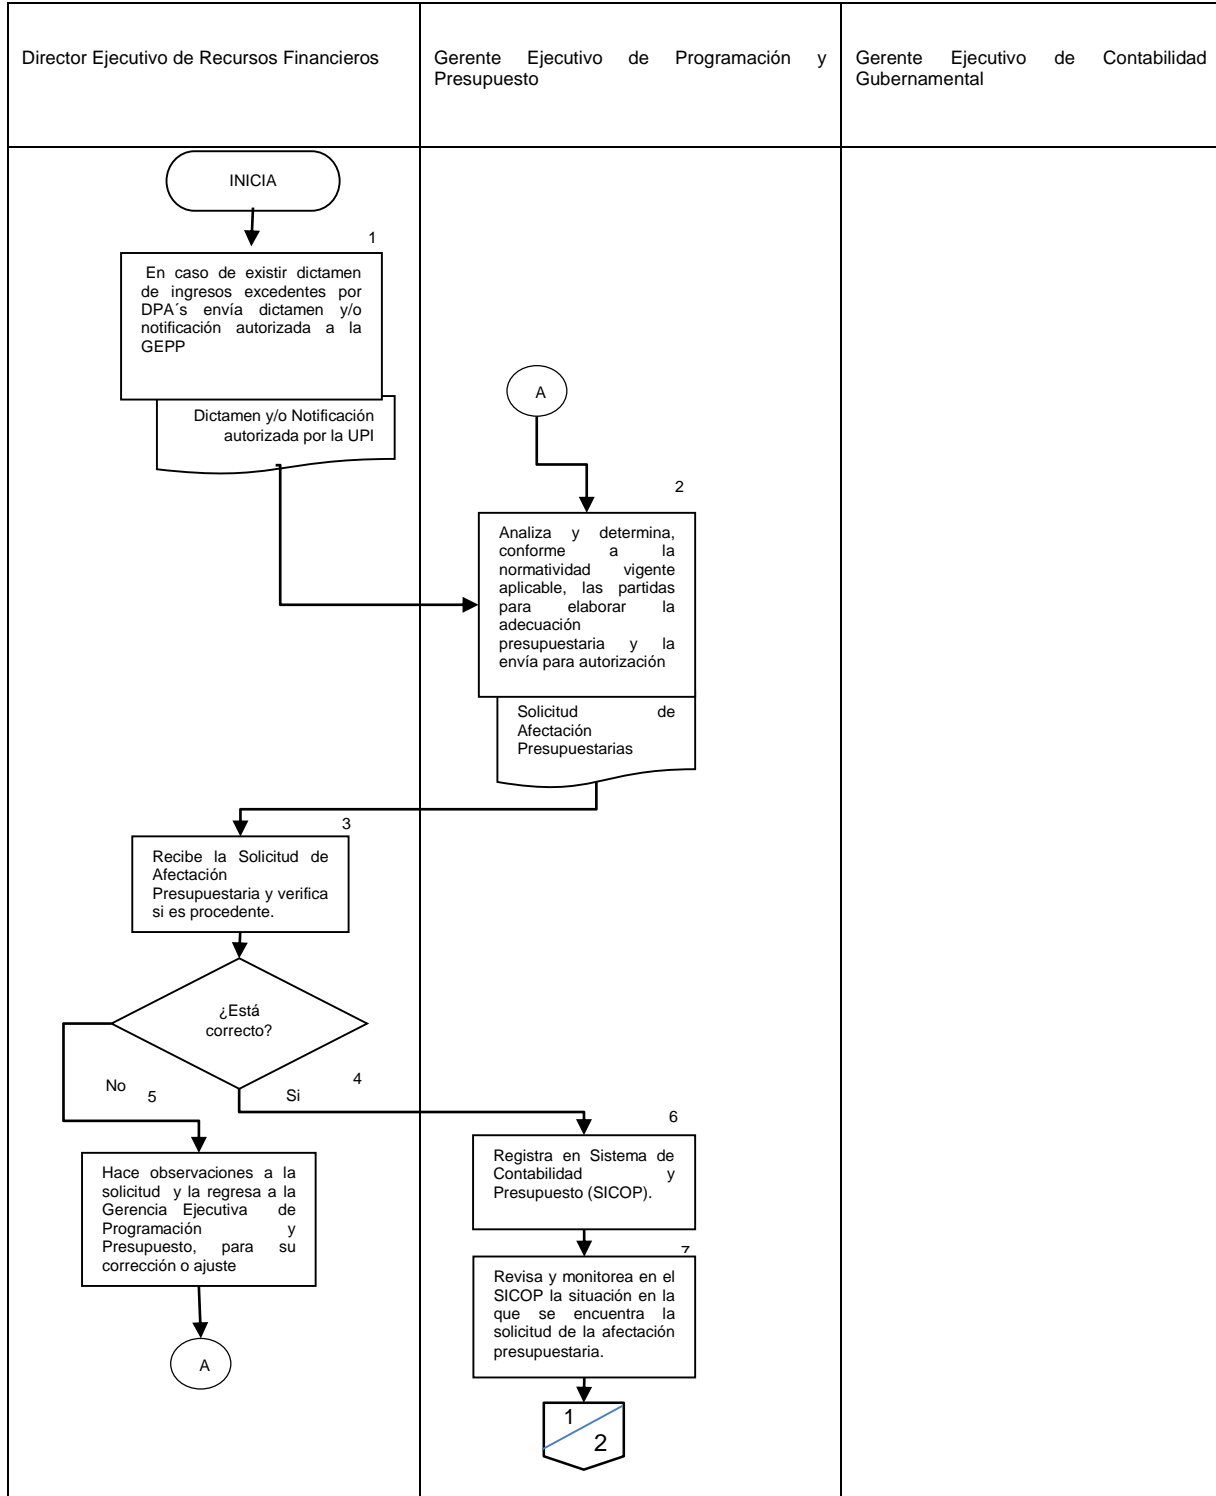 Director Ejecutivo de Recursos Financieros
Gerente Ejecutivo de Programación y
Presupuesto
Gerente Ejecutivo de Contabilidad
Gubernamental
INICIA
1
En caso de existir dictamen
de ingresos excedentes por
DPA´s envía dictamen y/o
notificación autorizada a la
GEPP
Dictamen y/o Notificación
autorizada por la UPI
A
2
Analiza y determina,
conforme a la
normatividad vigente
aplicable, las partidas
para elaborar la
adecuación
presupuestaria y la
envía para autorización
Solicitud de
Afectación
Presupuestarias
3
Recibe la Solicitud de
Afectación
Presupuestaria y verifica
si es procedente.
¿Está
correcto?
4
No
5
Si
6
Hace observaciones a la
solicitud y la regresa a la
Gerencia Ejecutiva de
Programación y
Presupuesto, para su
corrección o ajuste
A
Registra en Sistema de
Contabilidad y
Presupuesto (SICOP).
7
Revisa y monitorea en el
SICOP la situación en la
que se encuentra la
solicitud de la afectación
presupuestaria.
1
2